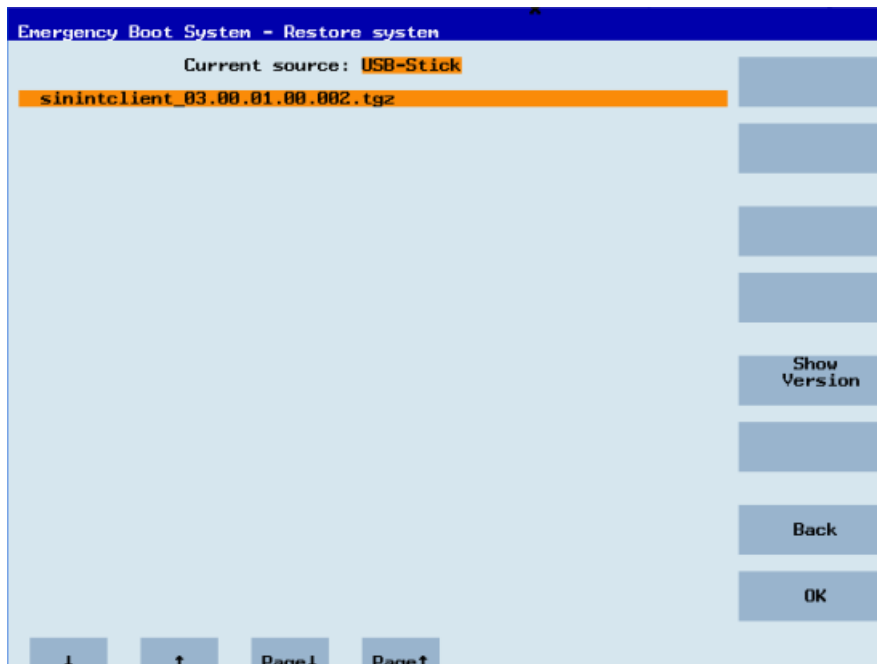 Emergency Boot System - Restore system
Current source: USB-Stick
sinintclient_03.00.01.00.002.tgz
Show
Version
Back
OK
↓ ↑ Page↓ Page↑